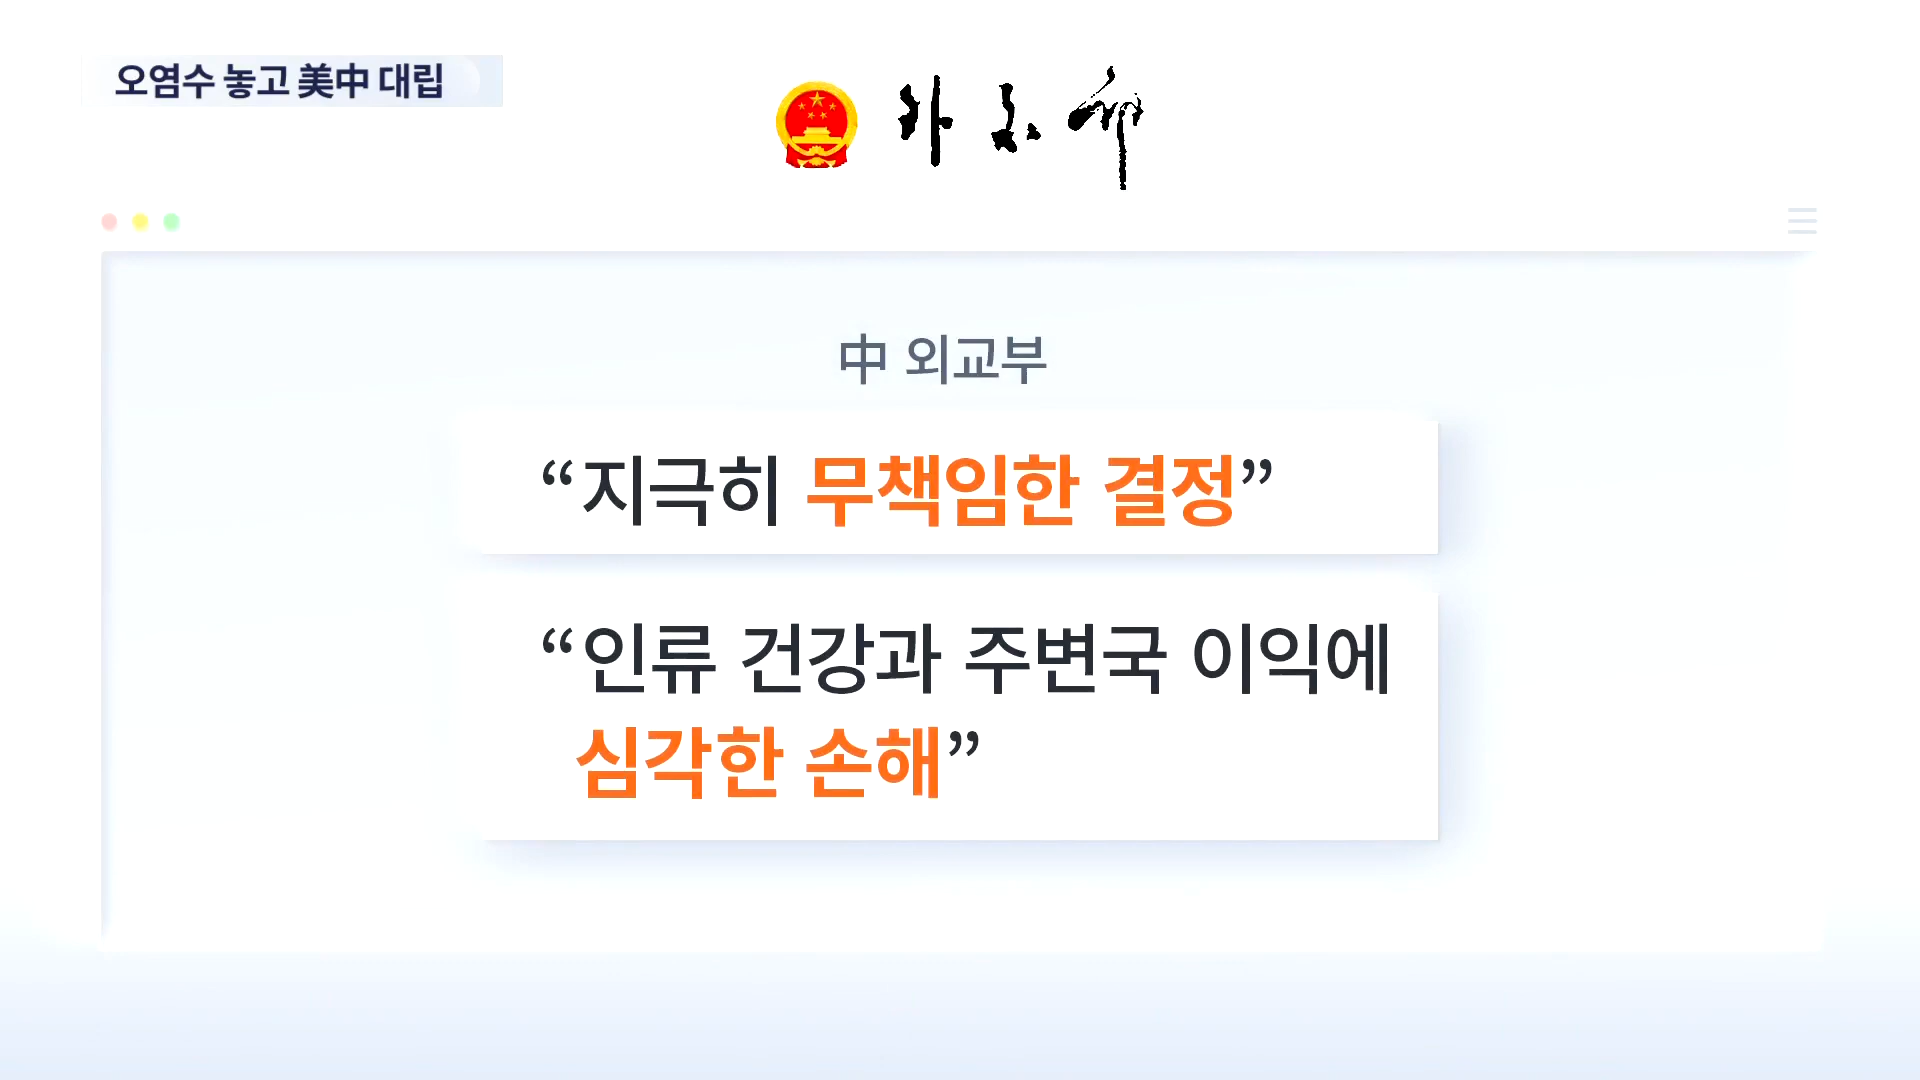 오염수 놓고 美中 대립
外交部
中 외교부
“지극히 무책임한 결정”
“인류 건강과 주변국 이익에
심각한 손해”